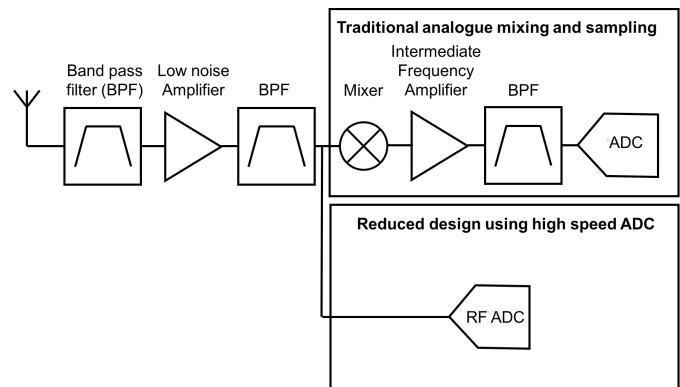 Traditional analogue mixing and sampling
Band pass
filter (BPF)
Low noise
Amplifier
BPF
Mixer
Intermediate
Frequency
Amplifier
BPF
ADC
Reduced design using high speed ADC
RF ADC